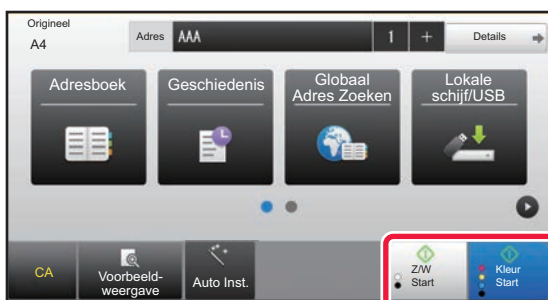 Origineel
A4
Adres AAA 1 + Details
Adresboek
Geschiedenis
Globaal
Adres Zoeken
Lokale
schijf/USB
CA
Voorbeeld-
weergave
Auto Inst.
Z/W
Start
Kleur
Start